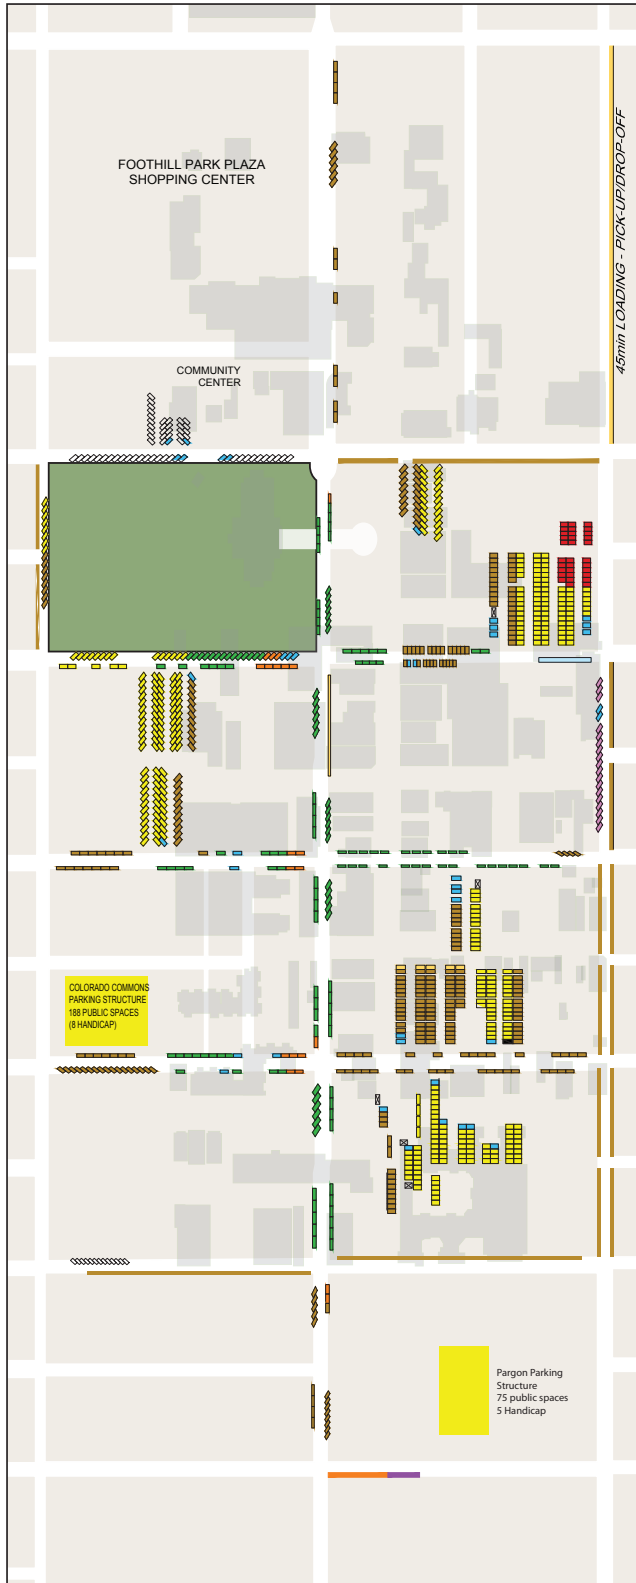 FOOTHILL PARK PLAZA
SHOPPING CENTER
45min LOADING - PICK-UP/DROP-OFF
COMMUNITY
CENTER
COLORADO COMMONS
PARKING STRUCTURE
188 PUBLIC SPACES
(8 HANDICAP)
Pargon Parking
Structure
75 public spaces
5 Handicap